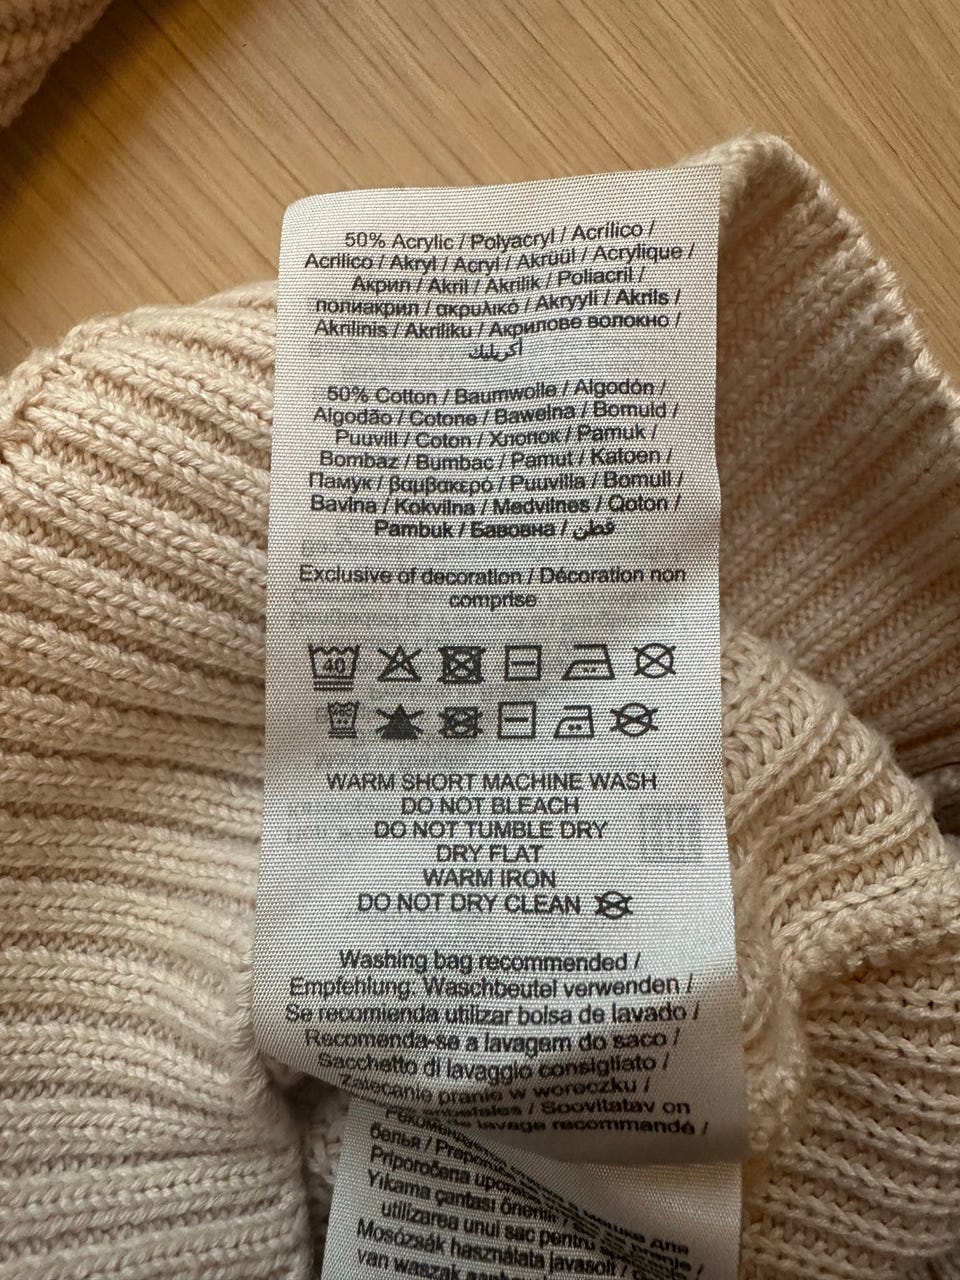 50% Acrylic / Polyacryl / Acrílico /
Acrilico / Akryl / Acryl / Akrüül / Acrylique /
Акрил / Akril / Akrilik / Poliacril /
полиакрил / ακρυλικό / Akryyli / Akrils /
Akrilinis / Akriliku / Акрилове волокно /
أكريليك
50% Cotton / Baumwolle / Algodón /
Algodão / Cotone / Bawełna / Bomuld /
Puuvill / Coton / Хлопок / Pamuk /
Bombaz / Bumbac / Pamut / Katoen /
Памук / βαμβακερό / Puuvilla / Bomull /
Bavlna / Kokvilna / Medvilnės / Qoton /
Pambuk / Бавовна / قطن
Exclusive of decoration / Décoration non
comprise
40
WARM SHORT MACHINE WASH
DO NOT BLEACH
DO NOT TUMBLE DRY
DRY FLAT
WARM IRON
DO NOT DRY CLEAN
Washing bag recommended /
Empfehlung: Waschbeutel verwenden /
Se recomienda utilizar bolsa de lavado /
Recomenda-se a lavagem do saco /
Sacchetto di lavaggio consigliato /
Zalecanie pranie w woreczku /
anbefales / Soovitatav on
lavage recommandé /
белья /
Priporočena
Yıkama çantası
utilizarea unui sac pentru
Mosózsák használata javasolt /
van waszak